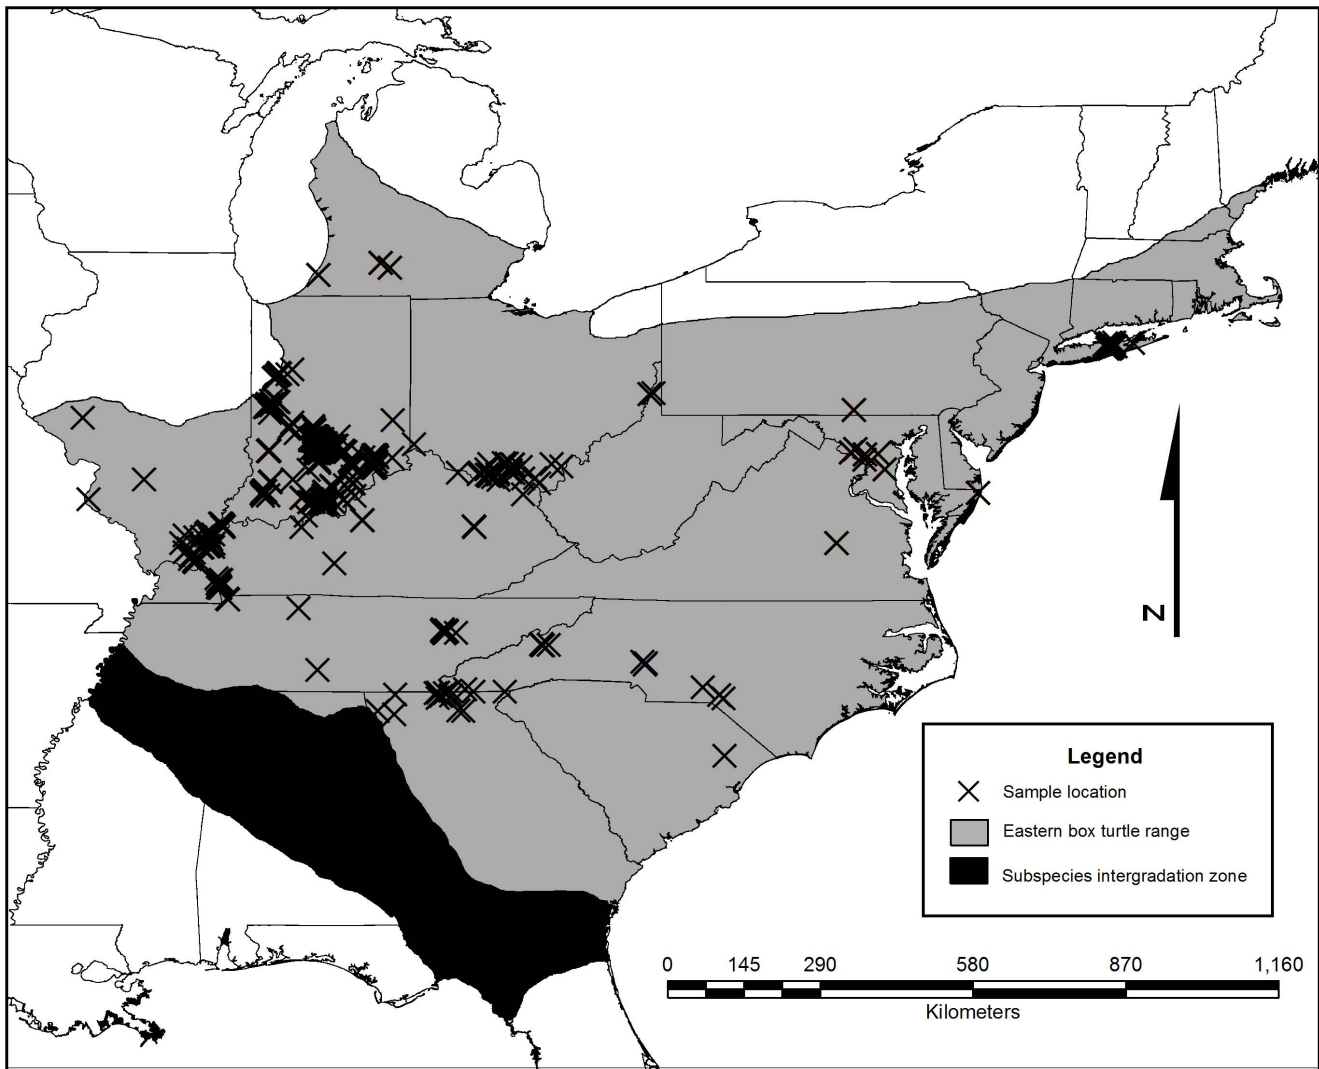 N
Legend
Sample location
Eastern box turtle range
Subspecies intergradation zone
0 145 290 580 870 1,160
Kilometers